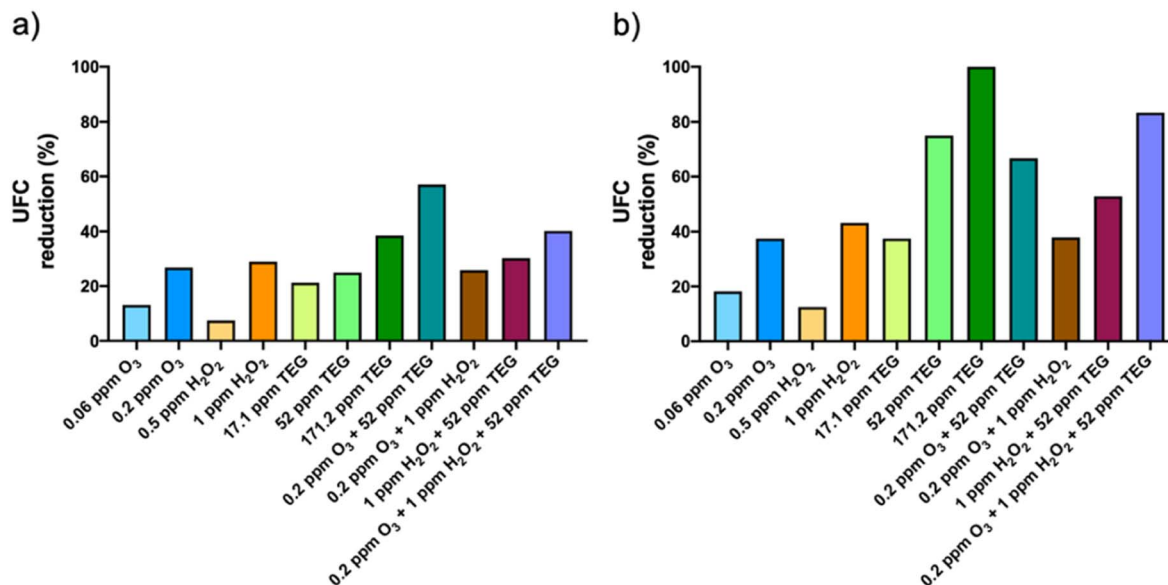 a)
UFC
reduction (%)
100
80
60
40
20
0
0.06 ppm O₃
0.2 ppm O₃
0.5 ppm H₂O₂
1 ppm H₂O₂
17.1 ppm TEG
52 ppm TEG
171.2 ppm TEG
0.2 ppm O₃ + 52 ppm TEG
0.2 ppm O₃ + 1 ppm H₂O₂
1 ppm H₂O₂ + 52 ppm TEG
0.2 ppm O₃ + 1 ppm H₂O₂ + 52 ppm TEG
b)
UFC
reduction (%)
100
80
60
40
20
0
0.06 ppm O₃
0.2 ppm O₃
0.5 ppm H₂O₂
1 ppm H₂O₂
17.1 ppm TEG
52 ppm TEG
171.2 ppm TEG
0.2 ppm O₃ + 52 ppm TEG
0.2 ppm O₃ + 1 ppm H₂O₂
1 ppm H₂O₂ + 52 ppm TEG
0.2 ppm O₃ + 1 ppm H₂O₂ + 52 ppm TEG